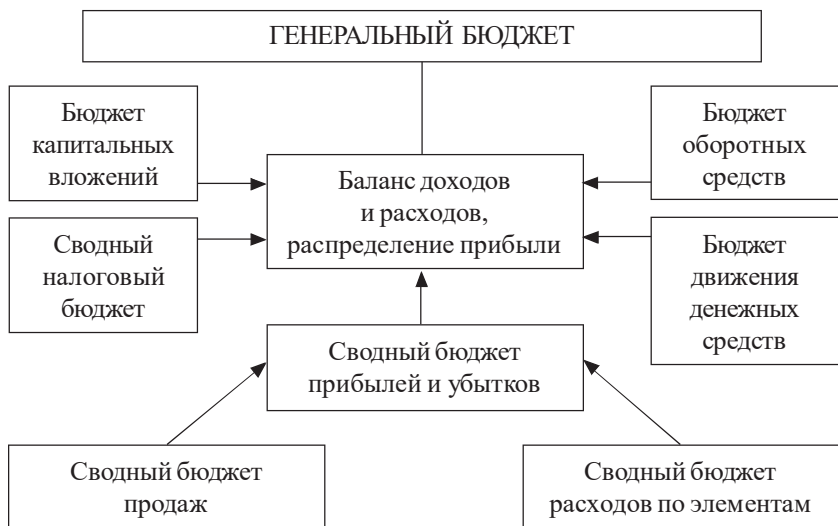 ГЕНЕРАЛЬНЫЙ БЮДЖЕТ
Бюджет
капитальных
вложений
Бюджет
оборотных
средств
Баланс доходов
и расходов,
распределение прибыли
Сводный
налоговый
бюджет
Бюджет
движения
денежных
средств
Сводный бюджет
прибылей и убытков
Сводный бюджет
продаж
Сводный бюджет
расходов по элементам